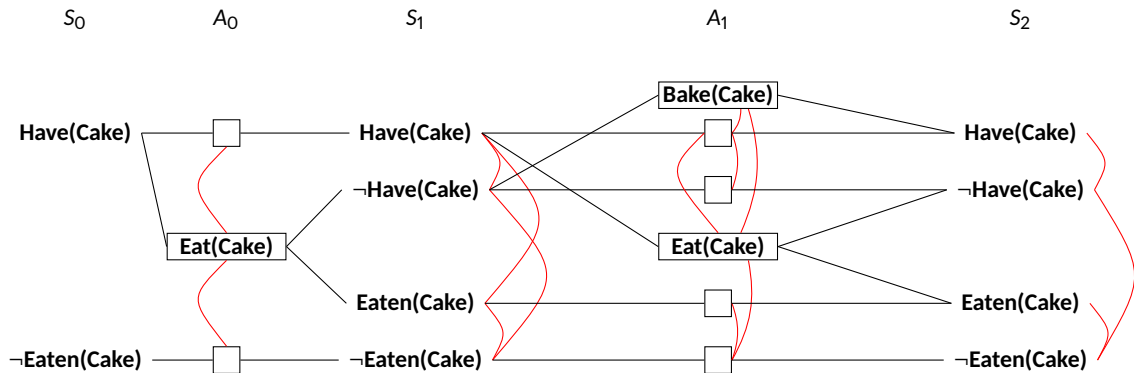 S0 A0 S1 A1 S2
Bake(Cake)
Have(Cake) Have(Cake) Have(Cake)
¬Have(Cake) ¬Have(Cake)
Eat(Cake) Eat(Cake)
Eaten(Cake) Eaten(Cake)
¬Eaten(Cake) ¬Eaten(Cake) ¬Eaten(Cake)